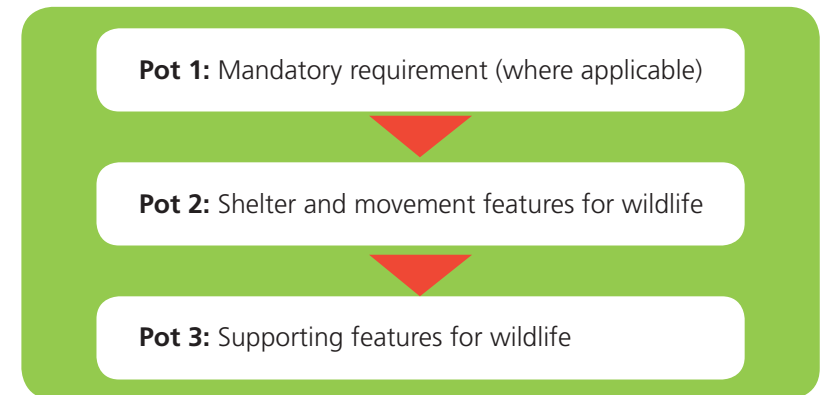 Pot 1: Mandatory requirement (where applicable)
Pot 2: Shelter and movement features for wildlife
Pot 3: Supporting features for wildlife